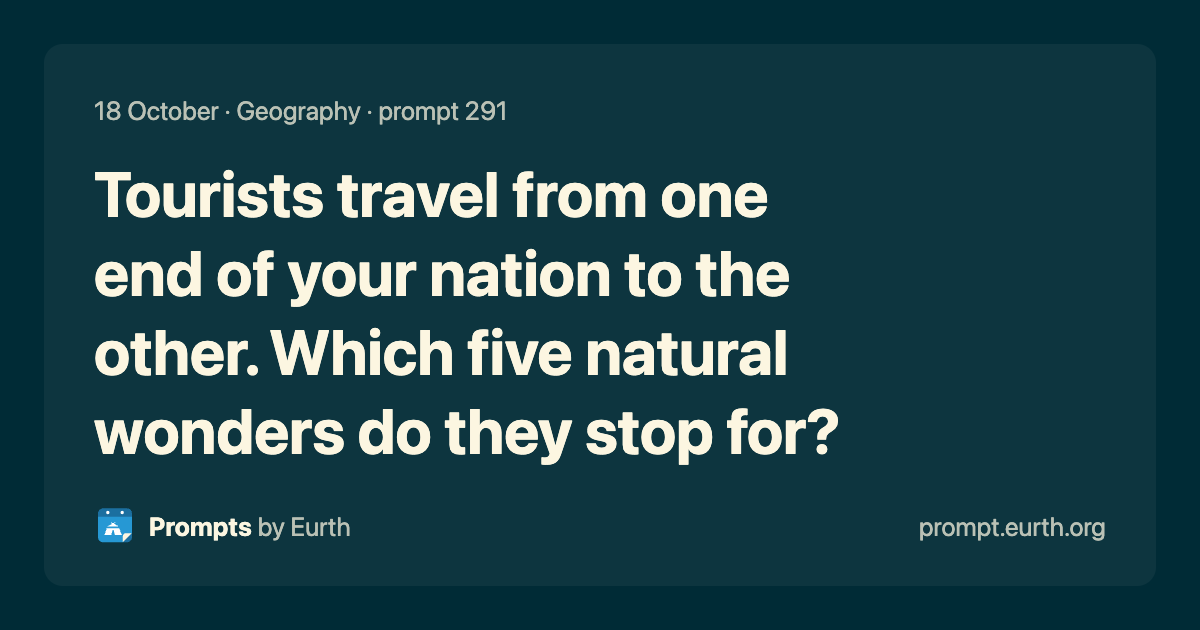 18 October · Geography · prompt 291
Tourists travel from one
end of your nation to the
other. Which five natural
wonders do they stop for?
Prompts by Eurth
prompt.eurth.org